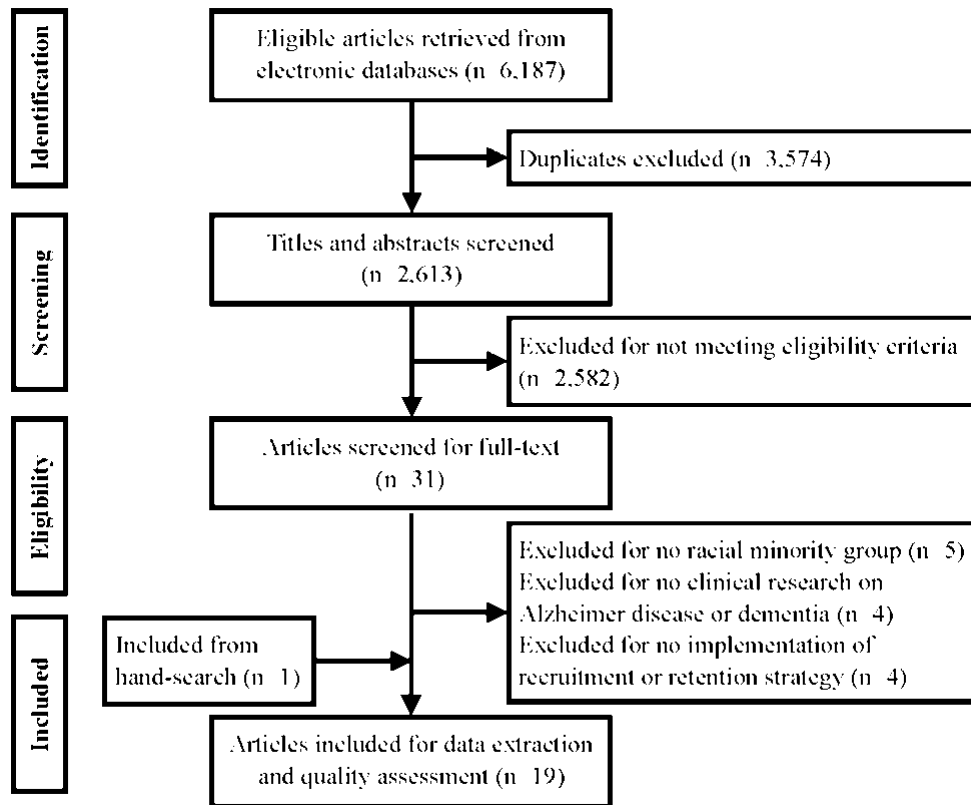 Identification
Eligible articles retrieved from
electronic databases (n 6,187)
Duplicates excluded (n 3,574)
Screening
Titles and abstracts screened
(n 2,613)
Excluded for not meeting eligibility criteria
(n 2,582)
Eligibility
Articles screened for full-text
(n 31)
Excluded for no racial minority group (n 5)
Excluded for no clinical research on
Alzheimer disease or dementia (n 4)
Excluded for no implementation of
recruitment or retention strategy (n 4)
Included
Included from
hand-search (n 1)
Articles included for data extraction
and quality assessment (n 19)